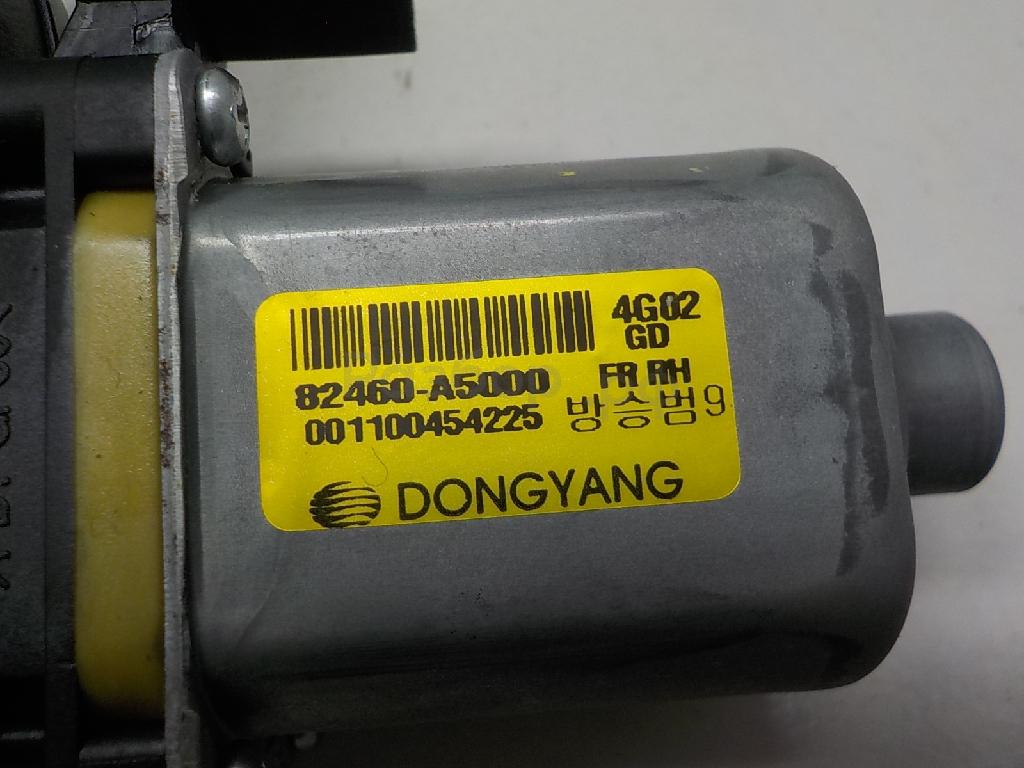 4G02
GD
82460-A5000 FR RH
001100454225 방승범9
DONGYANG